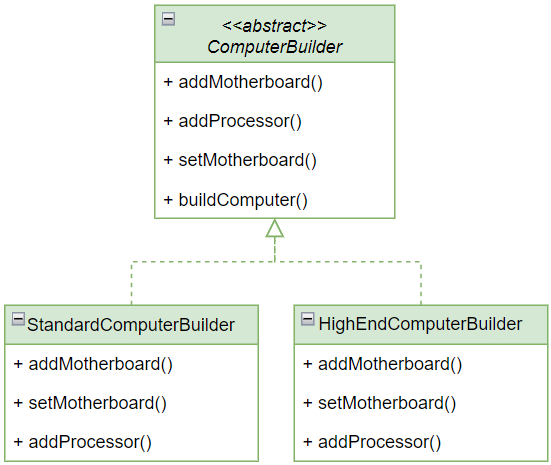 <<abstract>>
ComputerBuilder
+ addMotherboard()
+ addProcessor()
+ setMotherboard()
+ buildComputer()
StandardComputerBuilder
+ addMotherboard()
+ setMotherboard()
+ addProcessor()
HighEndComputerBuilder
+ addMotherboard()
+ setMotherboard()
+ addProcessor()